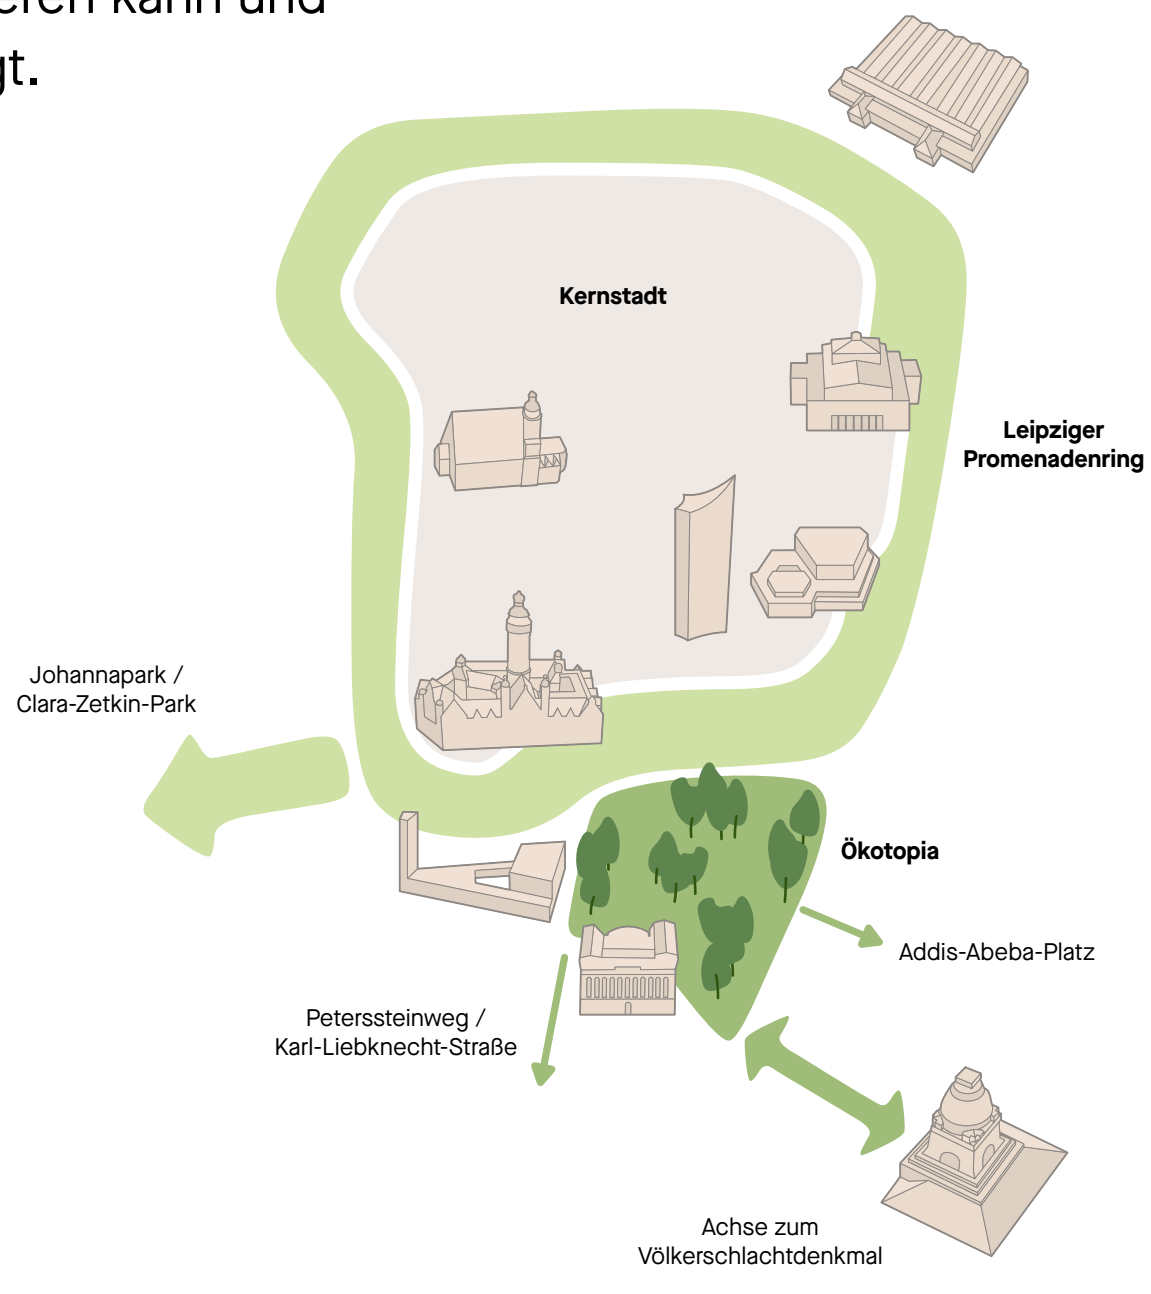 und
gt.
Kernstadt
Leipziger
Promenadenring
Johannapark /
Clara-Zetkin-Park
Ökotopia
Addis-Abeba-Platz
Peterssteinweg /
Karl-Liebknecht-Straße
Achse zum
Völkerschlachtdenkmal